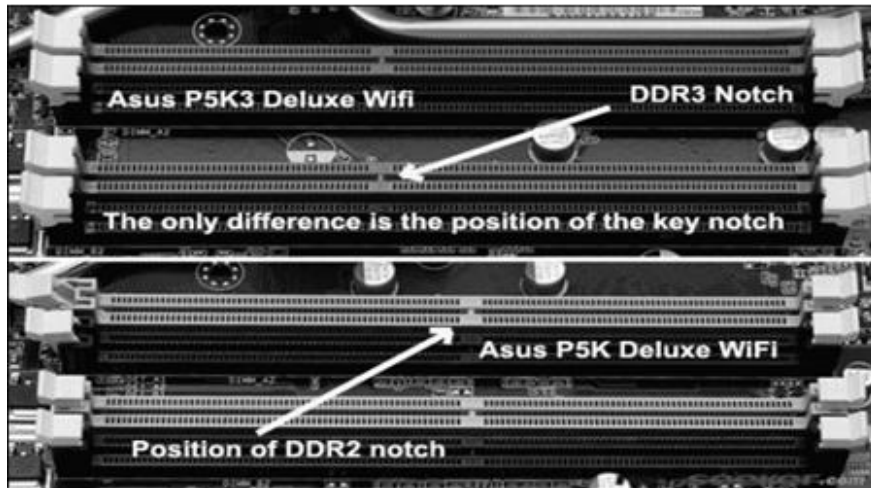 Asus P5K3 Deluxe Wifi
DDR3 Notch
DIMM_A2
The only difference is the position of the key notch
Asus P5K Deluxe WiFi
Position of DDR2 notch